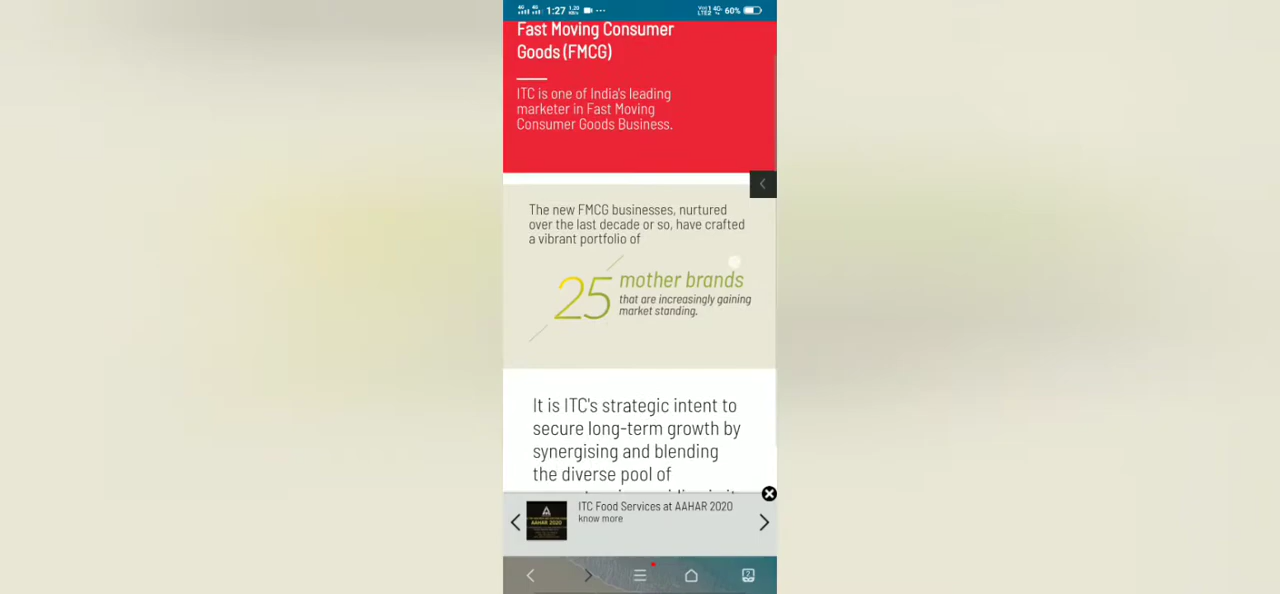 1:27
60%
Fast Moving Consumer
Goods (FMCG)
ITC is one of India's leading
marketer in Fast Moving
Consumer Goods Business.
The new FMCG businesses, nurtured
over the last decade or so, have crafted
a vibrant portfolio of
25 mother brands
that are increasingly gaining
market standing.
It is ITC's strategic intent to
secure long-term growth by
synergising and blending
the diverse pool of
ITC Food Services at AAHAR 2020
know more
AAHAR 2020